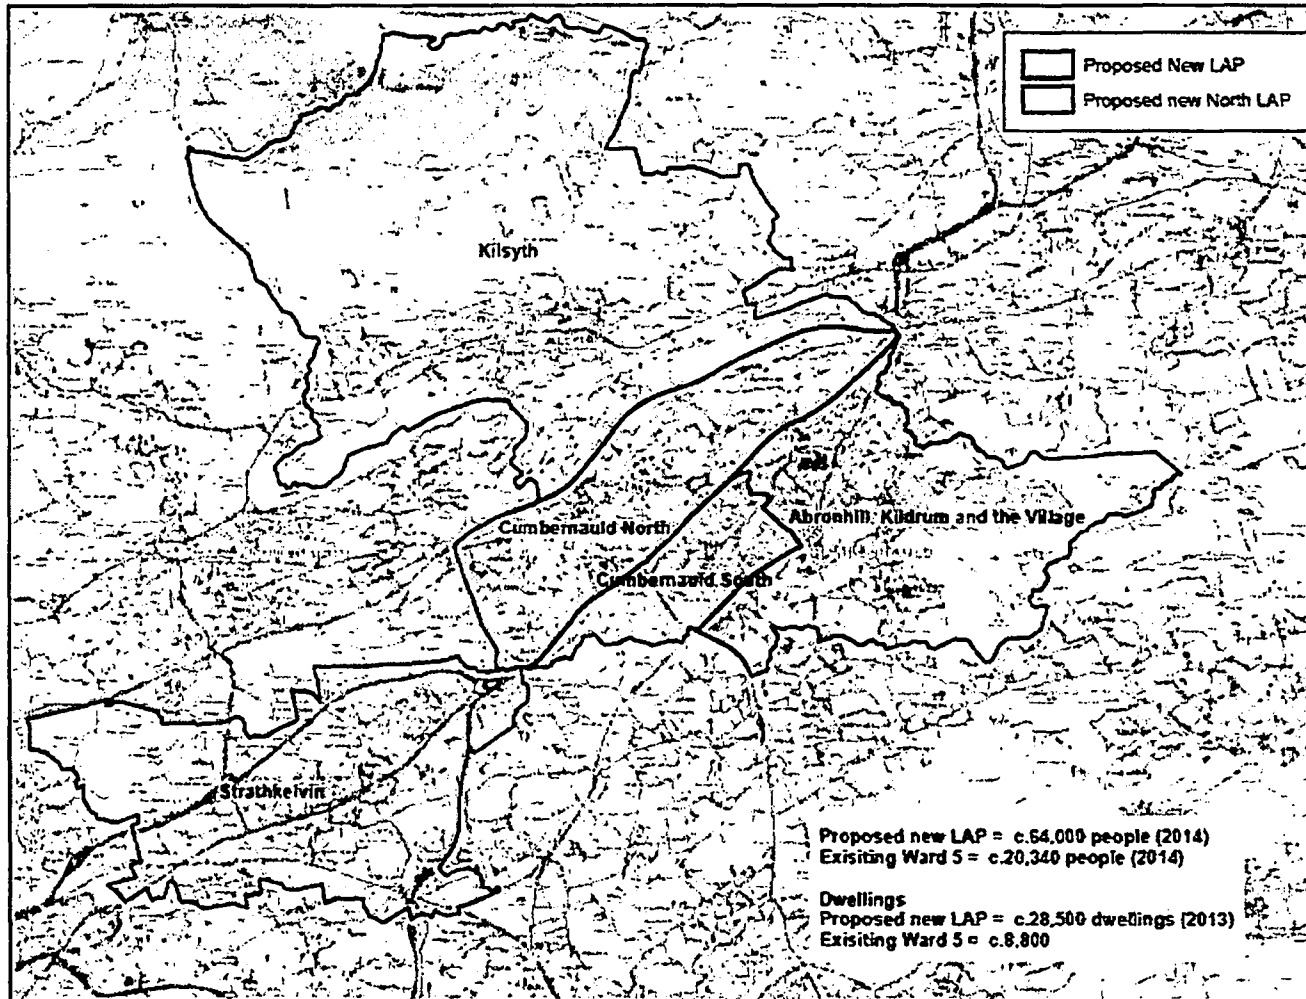 Proposed New LAP
Proposed new North LAP
Kilsyth
Cumbernauld North
Abronhill, Kildrum and the Village
Cumbernauld South
Strathkelvin
Proposed new LAP = c.64,000 people (2014)
Exisiting Ward 5 = c.20,340 people (2014)
Dwellings
Proposed new LAP = c.28,500 dwellings (2013)
Exisiting Ward 5 = c.8,800